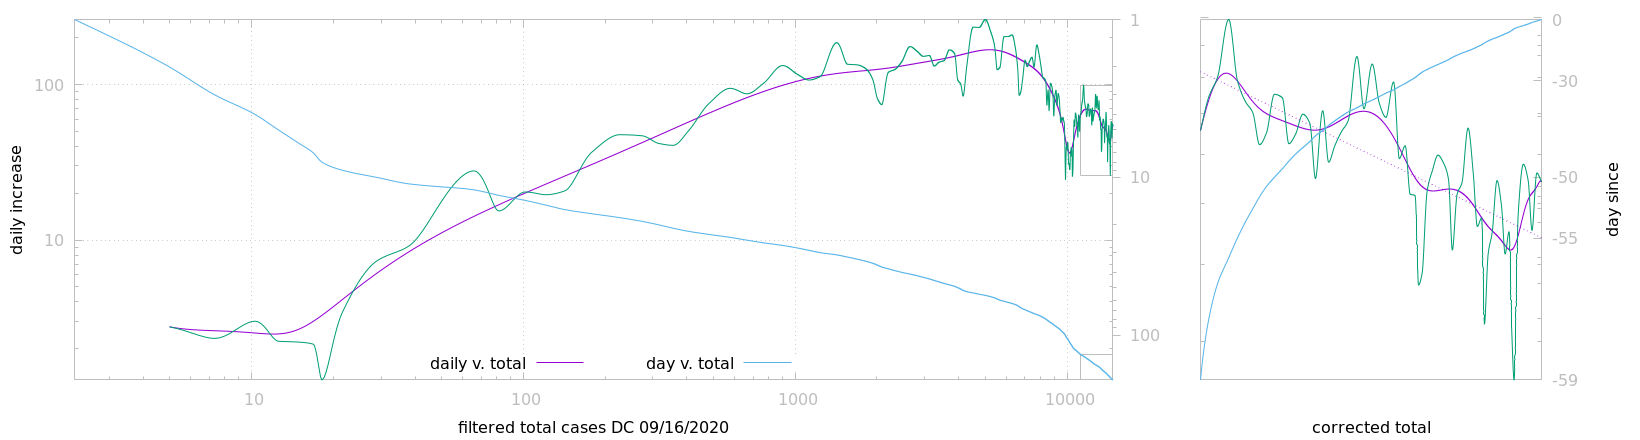 daily increase
100
10
daily v. total
day v. total
10
100
1000
10000
filtered total cases DC 09/16/2020
1
10
100
0
-30
-50
-55
-59
day since
corrected total